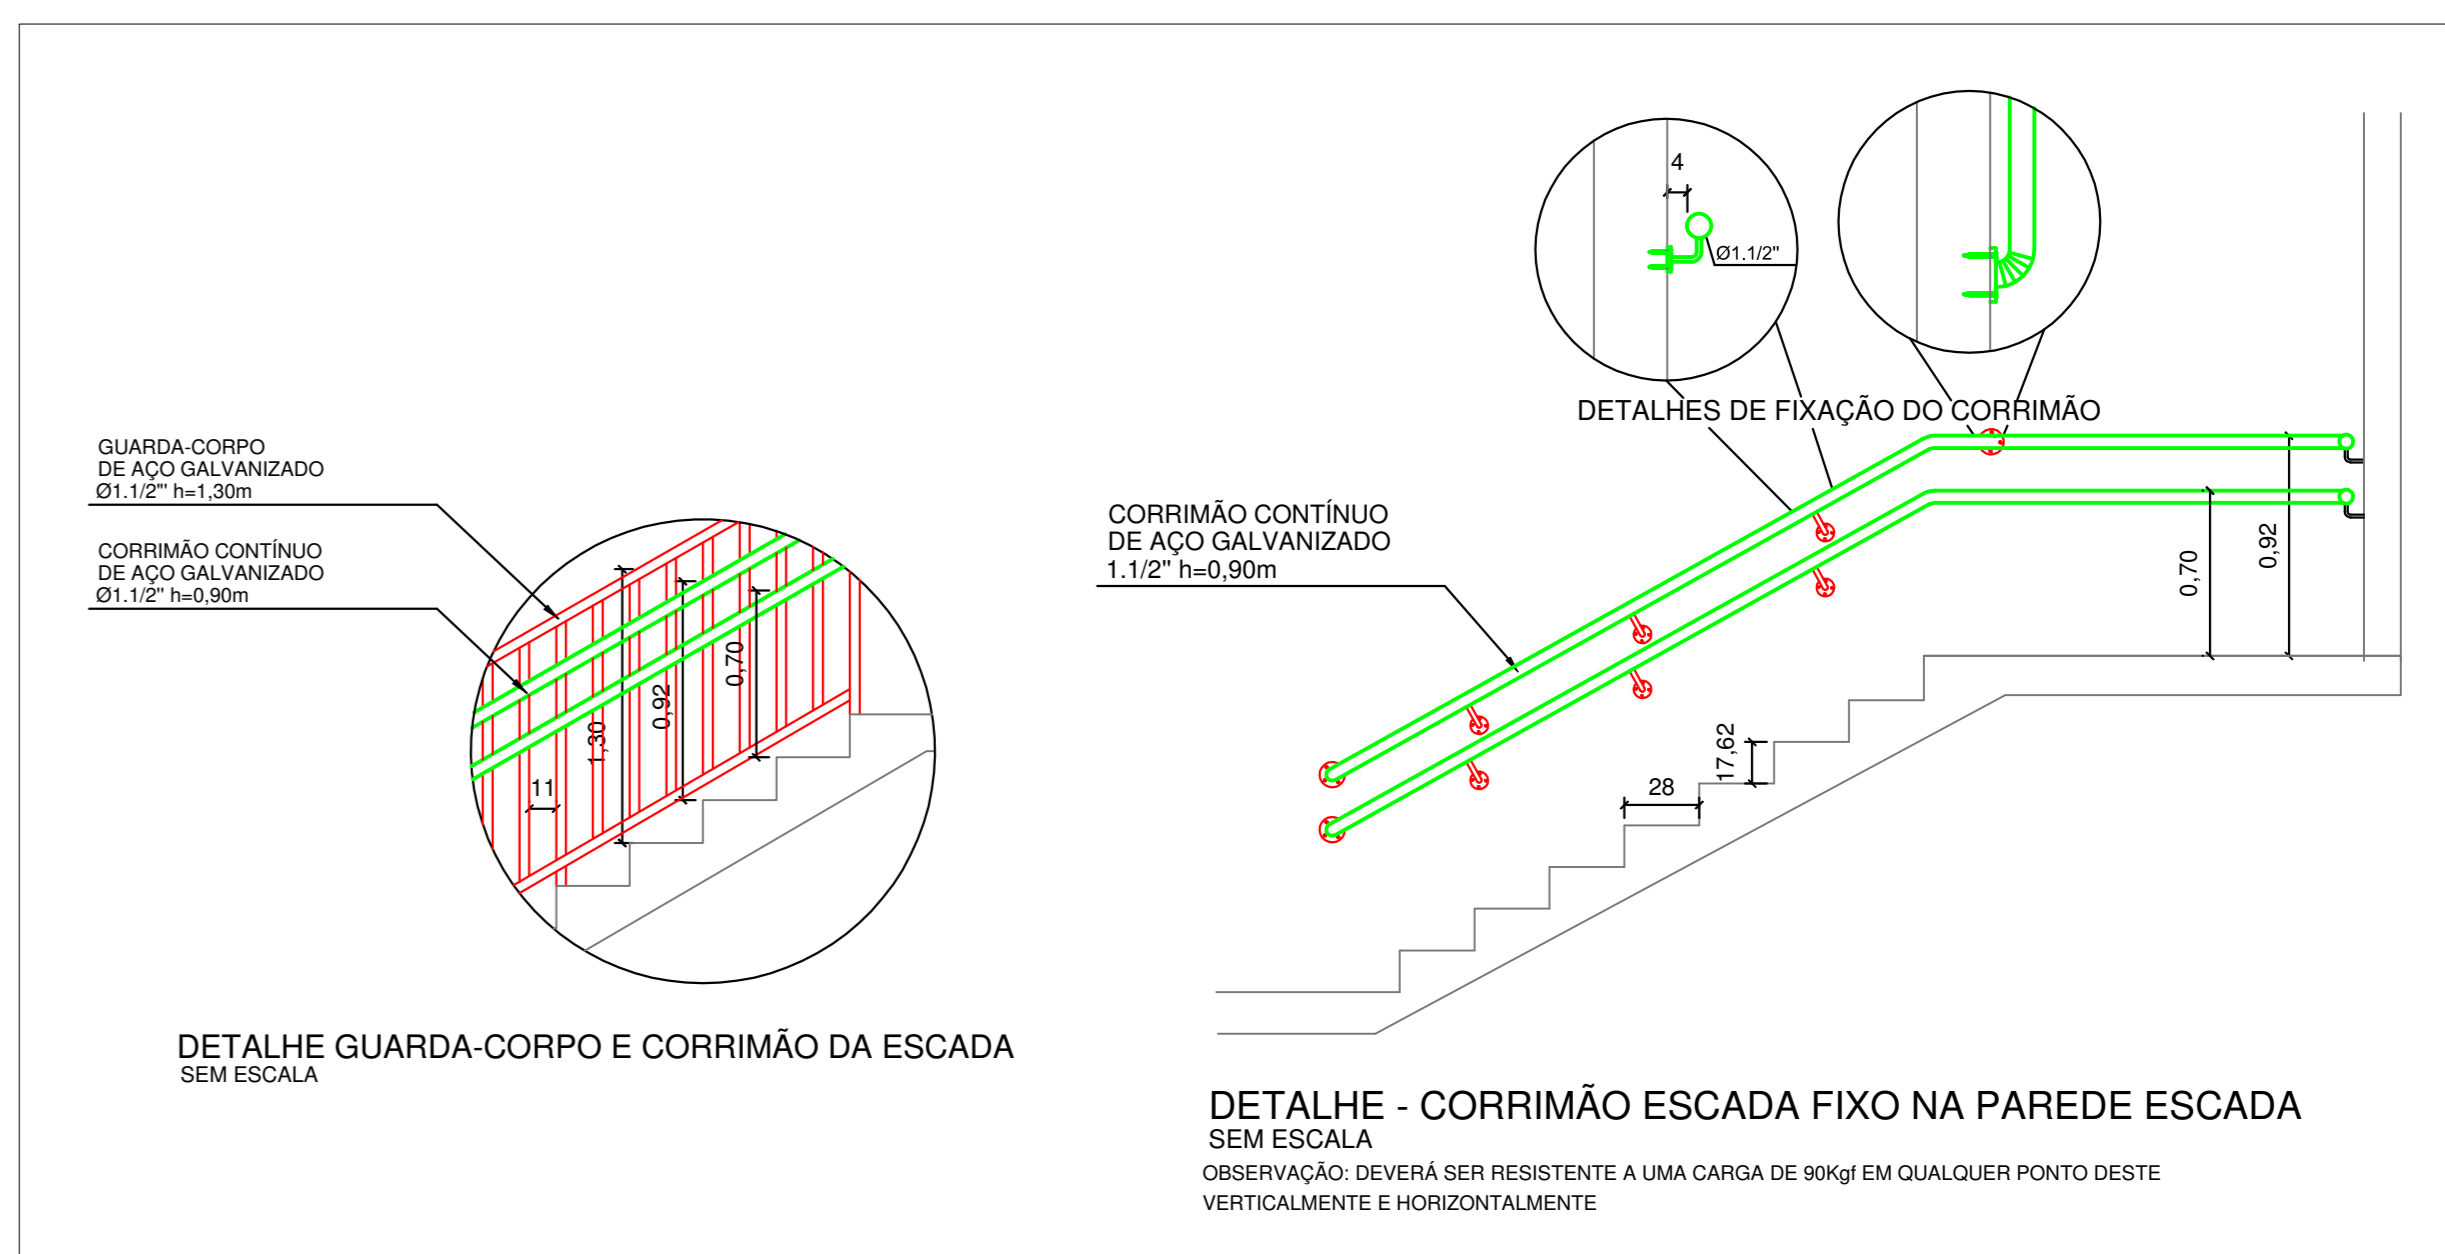 GUARDA-CORPO
DE AÇO GALVANIZADO
Ø1.1/2"' h=1,30m
CORRIMÃO CONTÍNUO
DE AÇO GALVANIZADO
Ø1.1/2" h=0,90m
1,30
0,92
0,70
11
DETALHE GUARDA-CORPO E CORRIMÃO DA ESCADA
SEM ESCALA
4
Ø1.1/2"
DETALHES DE FIXAÇÃO DO CORRIMÃO
CORRIMÃO CONTÍNUO
DE AÇO GALVANIZADO
1.1/2" h=0,90m
0,70
0,92
17,62
28
DETALHE - CORRIMÃO ESCADA FIXO NA PAREDE ESCADA
SEM ESCALA
OBSERVAÇÃO: DEVERÁ SER RESISTENTE A UMA CARGA DE 90Kgf EM QUALQUER PONTO DESTE
VERTICALMENTE E HORIZONTALMENTE